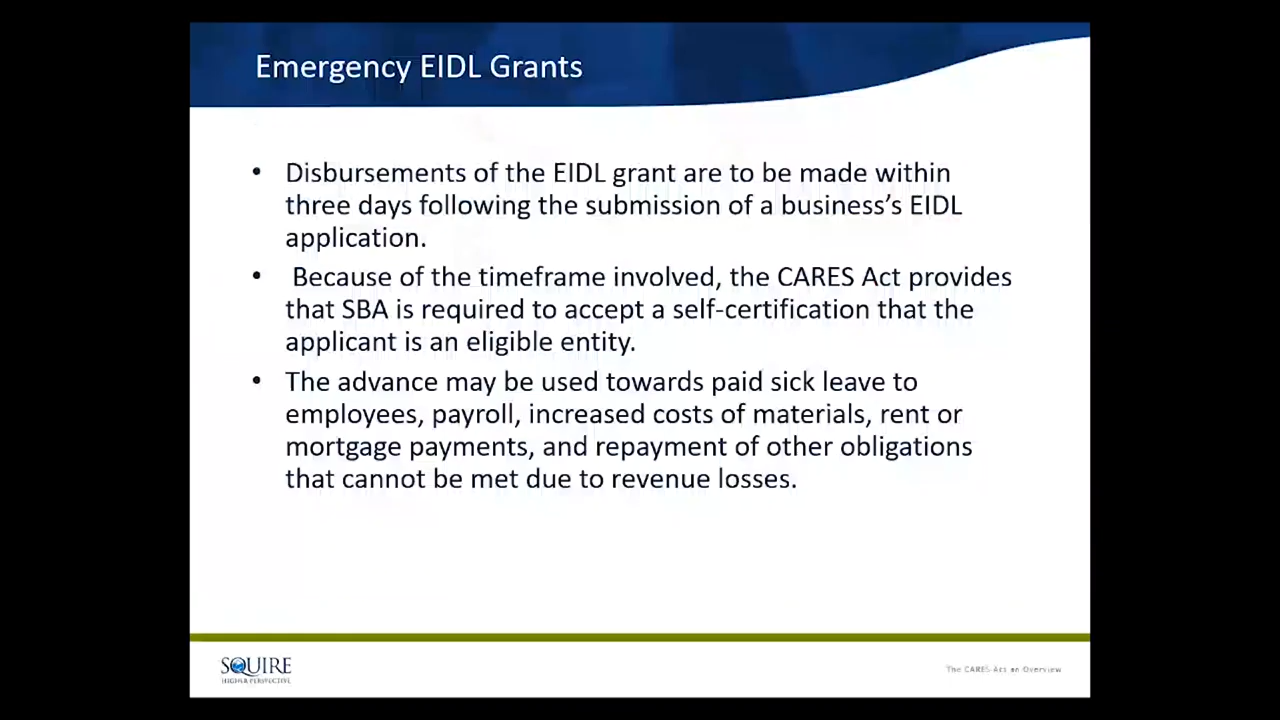 Emergency EIDL Grants
• Disbursements of the EIDL grant are to be made within
three days following the submission of a business’s EIDL
application.
• Because of the timeframe involved, the CARES Act provides
that SBA is required to accept a self-certification that the
applicant is an eligible entity.
• The advance may be used towards paid sick leave to
employees, payroll, increased costs of materials, rent or
mortgage payments, and repayment of other obligations
that cannot be met due to revenue losses.
SQUIRE
HIGHER PERSPECTIVE
The CARES Act an Overview